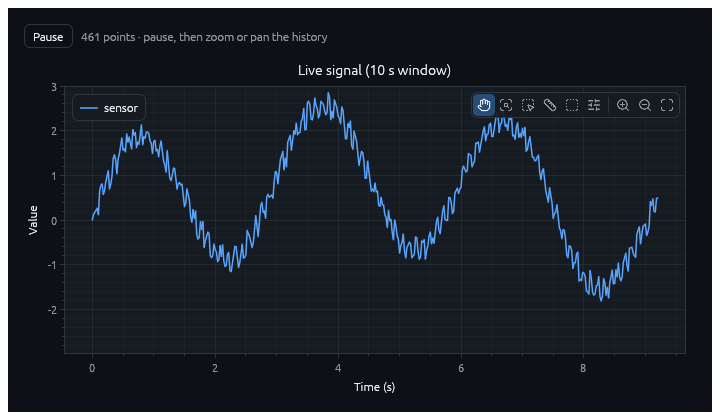 Pause 461 points · pause, then zoom or pan the history
Live signal (10 s window)
sensor
3
2
1
0
-1
-2
Value
0 2 4 6 8
Time (s)